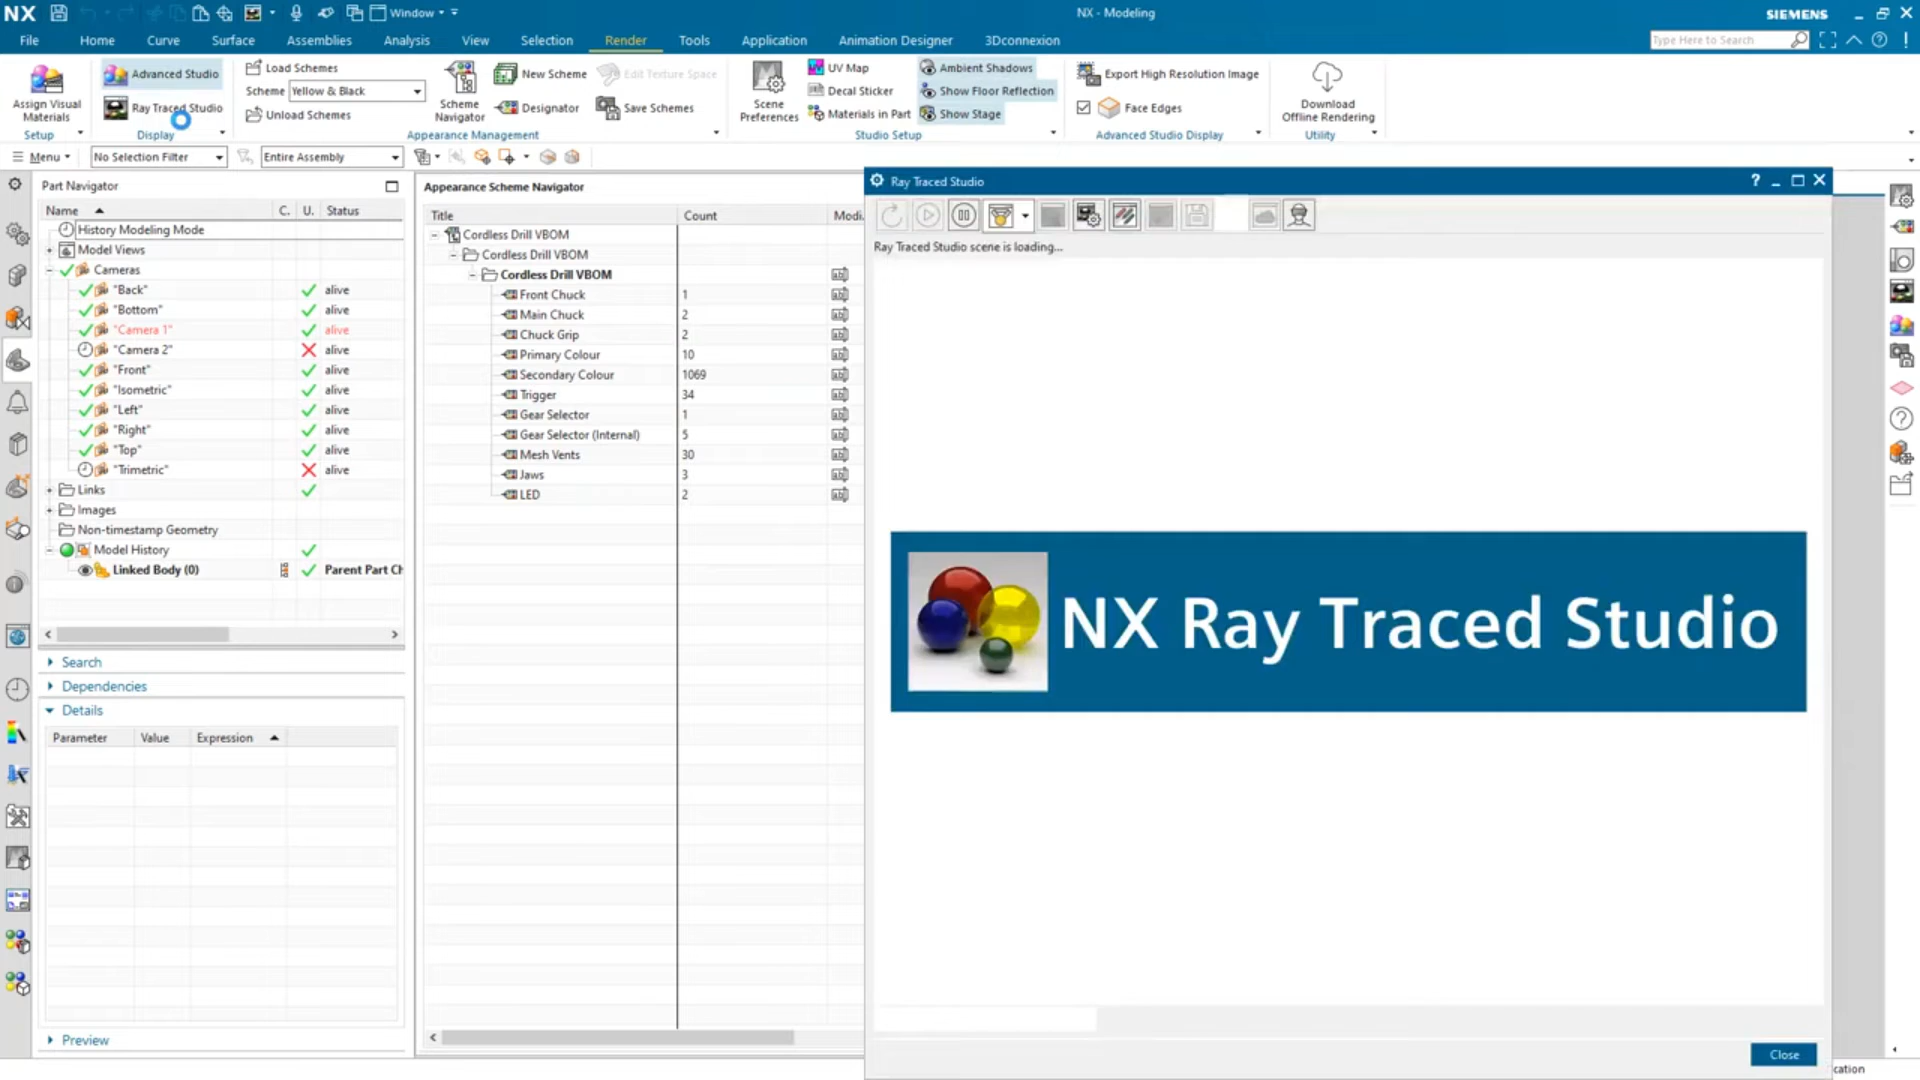 NX
Window
NX - Modeling
SIEMENS
File Home Curve Surface Assemblies Analysis View Selection Render Tools Application Animation Designer 3Dconnexion
Type Here to Search
Assign Visual Materials
Setup
Advanced Studio
Ray Traced Studio
Display
Load Schemes
Scheme Yellow & Black
Unload Schemes
Scheme Navigator
New Scheme
Designator
Edit Texture Space
Save Schemes
Appearance Management
Scene Preferences
UV Map
Decal Sticker
Materials in Part
Ambient Shadows
Show Floor Reflection
Show Stage
Studio Setup
Export High Resolution Image
Face Edges
Advanced Studio Display
Download Offline Rendering
Utility
Menu
No Selection Filter
Entire Assembly
Part Navigator
Name C. U. Status
History Modeling Mode
Model Views
Cameras
"Back" alive
"Bottom" alive
"Camera 1" alive
"Camera 2" alive
"Front" alive
"Isometric" alive
"Left" alive
"Right" alive
"Top" alive
"Trimetric" alive
Links
Images
Non-timestamp Geometry
Model History
Linked Body (0) Parent Part Ch
Search
Dependencies
Details
Parameter Value Expression
Preview
Appearance Scheme Navigator
Title Count Modi.
Cordless Drill VBOM
Cordless Drill VBOM
Cordless Drill VBOM
Front Chuck 1
Main Chuck 2
Chuck Grip 2
Primary Colour 10
Secondary Colour 1069
Trigger 34
Gear Selector 1
Gear Selector (Internal) 5
Mesh Vents 30
Jaws 3
LED 2
Ray Traced Studio
Ray Traced Studio scene is loading...
NX Ray Traced Studio
Close
cation